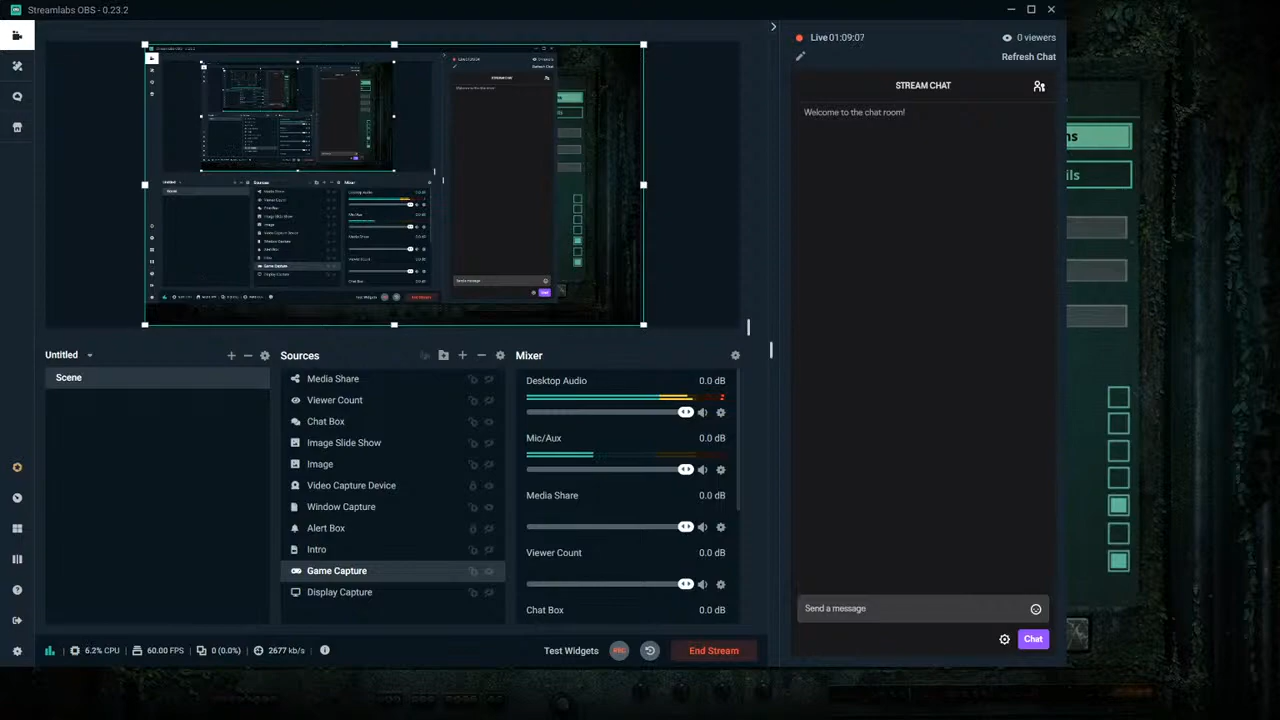 Streamlabs OBS - 0.23.2
Live 01:09:07
0 viewers
Refresh Chat
STREAM CHAT
Welcome to the chat room!
Untitled
Scene
Sources
Media Share
Viewer Count
Chat Box
Image Slide Show
Image
Video Capture Device
Window Capture
Alert Box
Intro
Game Capture
Display Capture
Mixer
Desktop Audio 0.0 dB
Mic/Aux 0.0 dB
Media Share 0.0 dB
Viewer Count 0.0 dB
Chat Box 0.0 dB
Send a message
Chat
6.2% CPU
60.00 FPS
0 (0.0%)
2677 kb/s
Test Widgets
REC
End Stream